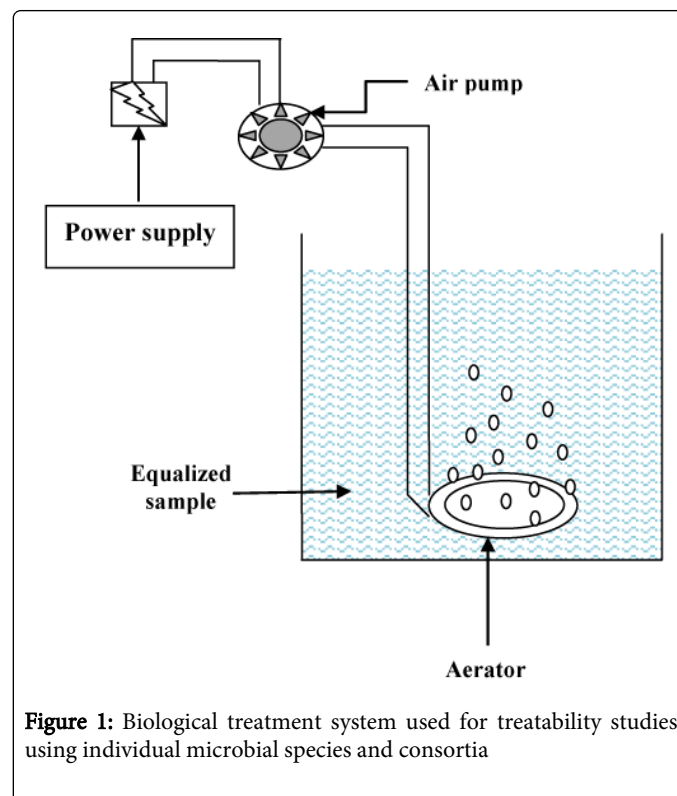 Air pump
Power supply
Equalized
sample
Aerator
Figure 1: Biological treatment system used for treatability studies
using individual microbial species and consortia